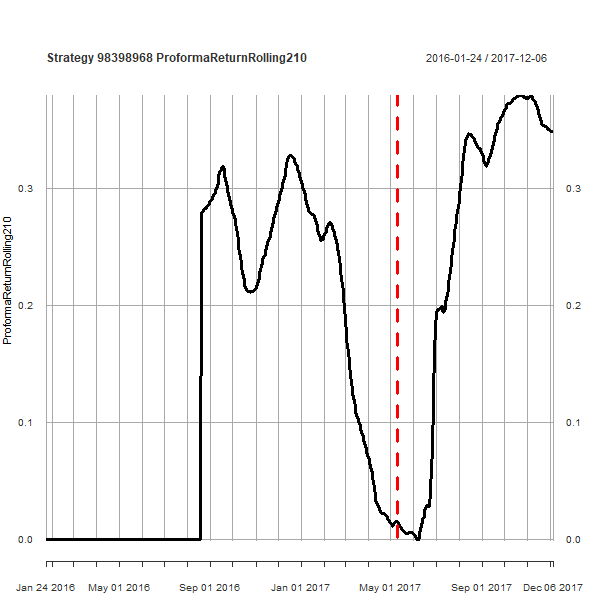 Strategy 98398968 ProformaReturnRolling210 2016-01-24 / 2017-12-06
ProformaReturnRolling210
0.3 0.3
0.2 0.2
0.1 0.1
0.0 0.0
Jan 24 2016 May 01 2016 Sep 01 2016 Jan 01 2017 May 01 2017 Sep 01 2017 Dec 06 2017